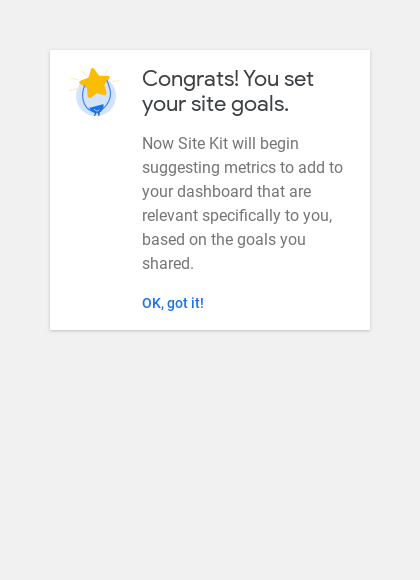 Congrats! You set
your site goals.
Now Site Kit will begin
suggesting metrics to add to
your dashboard that are
relevant specifically to you,
based on the goals you
shared.
OK, got it!